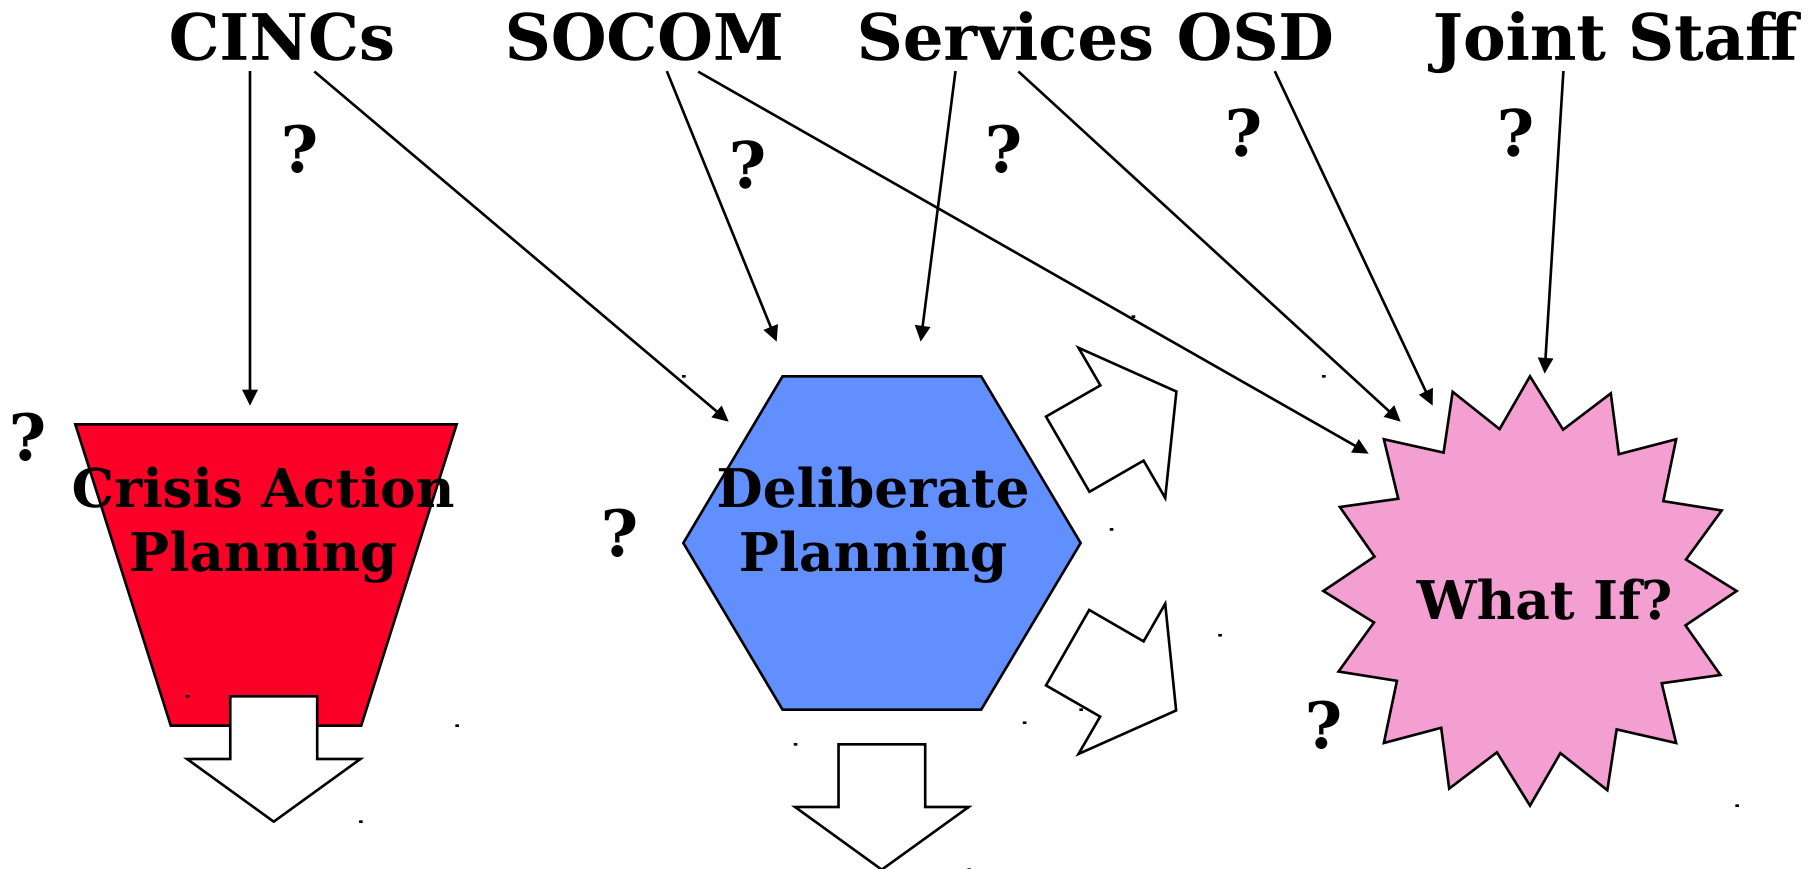 CINCs SOCOM Services OSD Joint Staff
? ? ? ? ?
?
Crisis Action
Planning
?
Deliberate
Planning
What If?
?